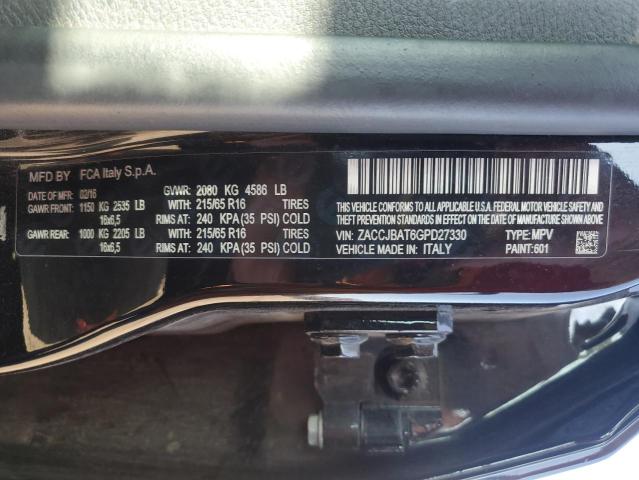 MFD BY FCA Italy S.p.A.
DATE OF MFD: 02/16 GVWR: 2080 KG 4586 LB
GAWR FRONT: 1150 KG 2535 LB WITH 215/65 R16 TIRES
16x6,5 RIMS AT 240 KPA (35 PSI) COLD
GAWR REAR: 1000 KG 2205 LB WITH 215/65 R16 TIRES
16x6,5 RIMS AT 240 KPA (35 PSI) COLD
THIS VEHICLE CONFORMS TO ALL APPLICABLE U.S.A. FEDERAL
MOTOR VEHICLE SAFETY, BUMPER, AND THEFT PREVENTION
STANDARDS IN EFFECT ON THE DATE OF MANUFACTURE SHOWN ABOVE
VIN: ZACCJBAT6GPD27330 TYPE: MPV
VEHICLE MADE IN: ITALY PAINT: 601